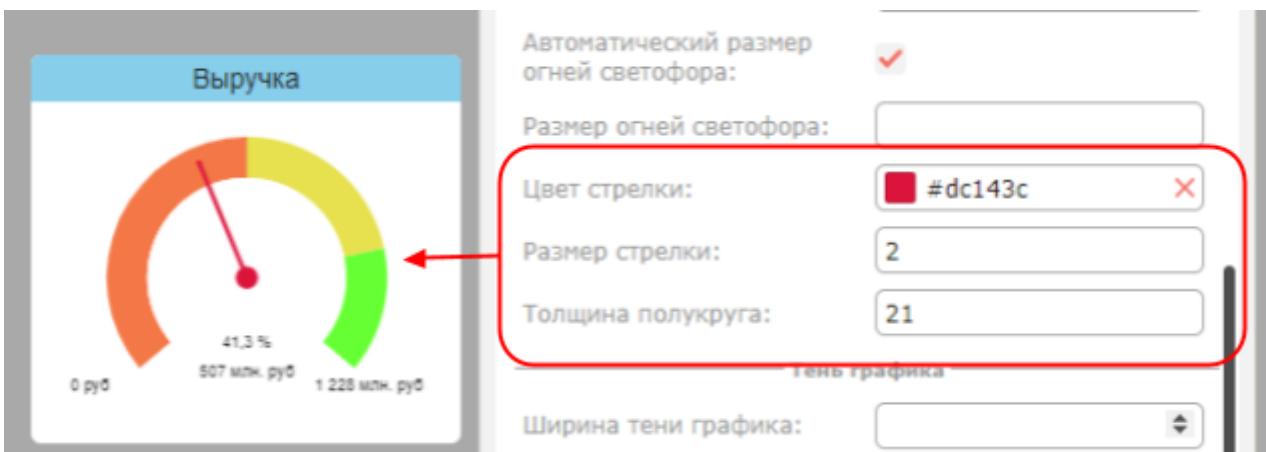 Выручка
41,3 %
507 млн. руб
0 руб
1 228 млн. руб
Автоматический размер
огней светофора:
Размер огней светофора:
Цвет стрелки:
#dc143c
Размер стрелки:
2
Толщина полукруга:
21
Тень графика
Ширина тени графика: